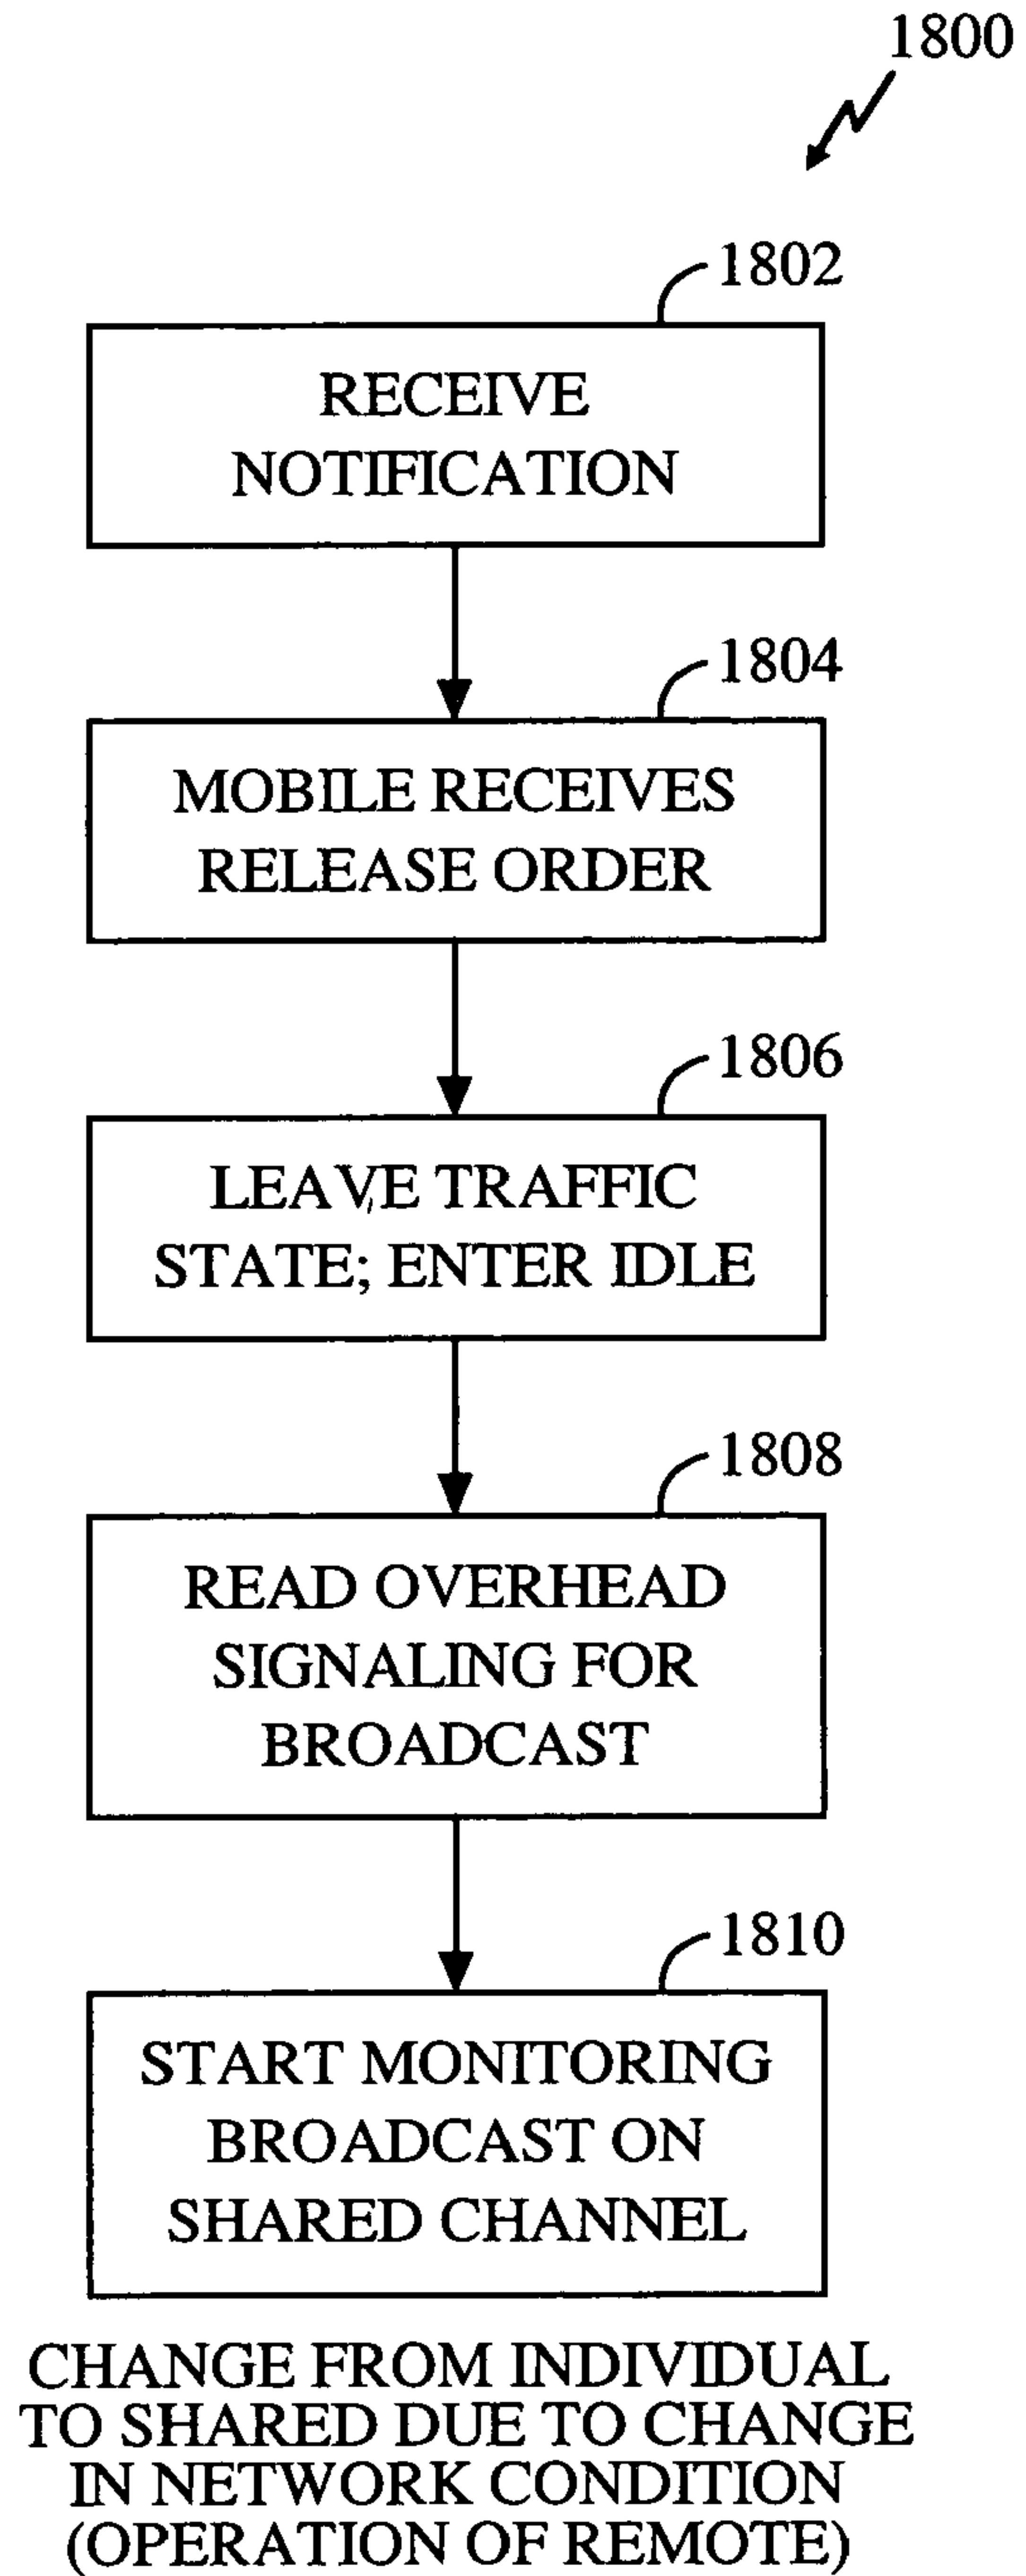 1800
1802
RECEIVE
NOTIFICATION
1804
MOBILE RECEIVES
RELEASE ORDER
1806
LEAVE TRAFFIC
STATE; ENTER IDLE
1808
READ OVERHEAD
SIGNALING FOR
BROADCAST
1810
START MONITORING
BROADCAST ON
SHARED CHANNEL
CHANGE FROM INDIVIDUAL
TO SHARED DUE TO CHANGE
IN NETWORK CONDITION
(OPERATION OF REMOTE)